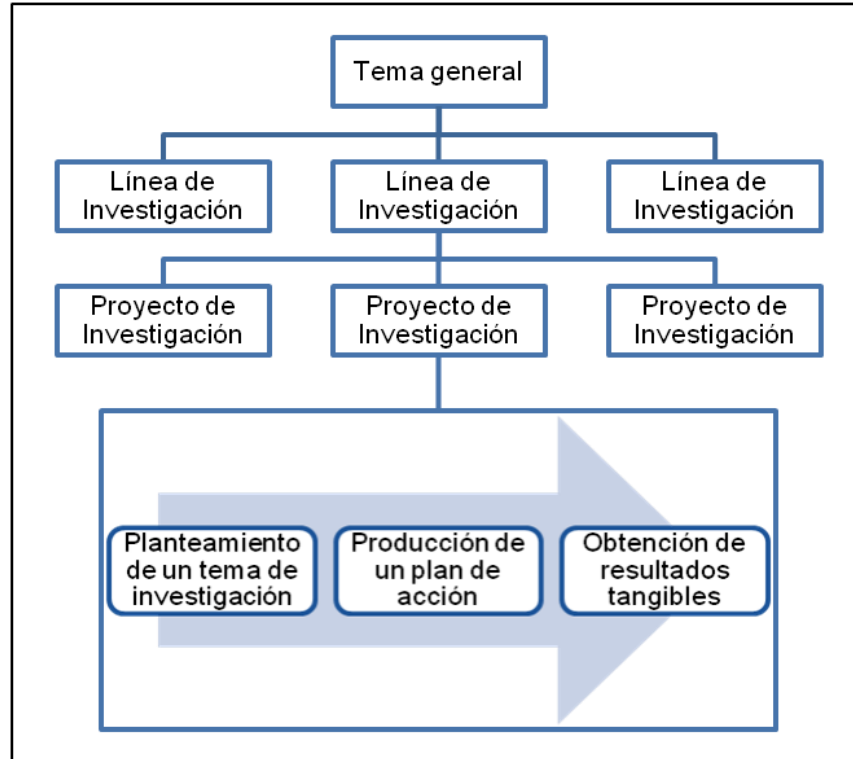 Tema general
Línea de
Investigación
Línea de
Investigación
Línea de
Investigación
Proyecto de
Investigación
Proyecto de
Investigación
Proyecto de
Investigación
Planteamiento
de un tema de
investigación
Producción de
un plan de
acción
Obtención de
resultados
tangibles